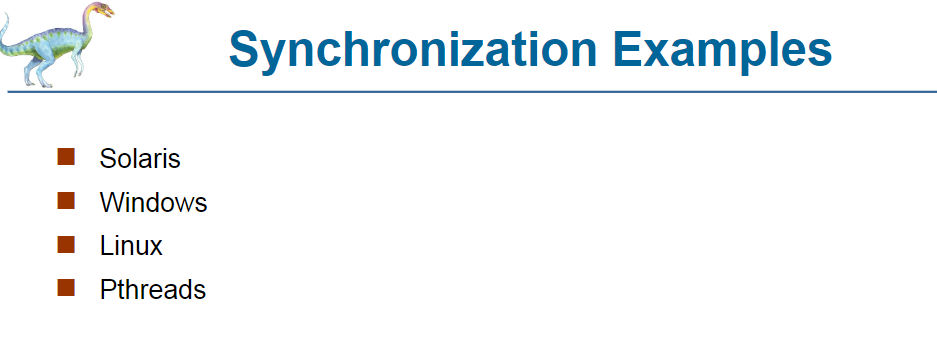 Synchronization Examples
Solaris
Windows
Linux
Pthreads